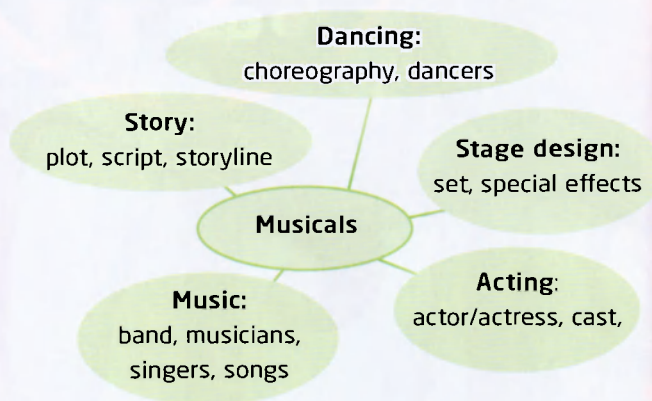 Dancing:
choreography, dancers
Story:
plot, script, storyline
Stage design:
set, special effects
Musicals
Music:
band, musicians,
singers, songs
Acting:
actor/actress, cast,